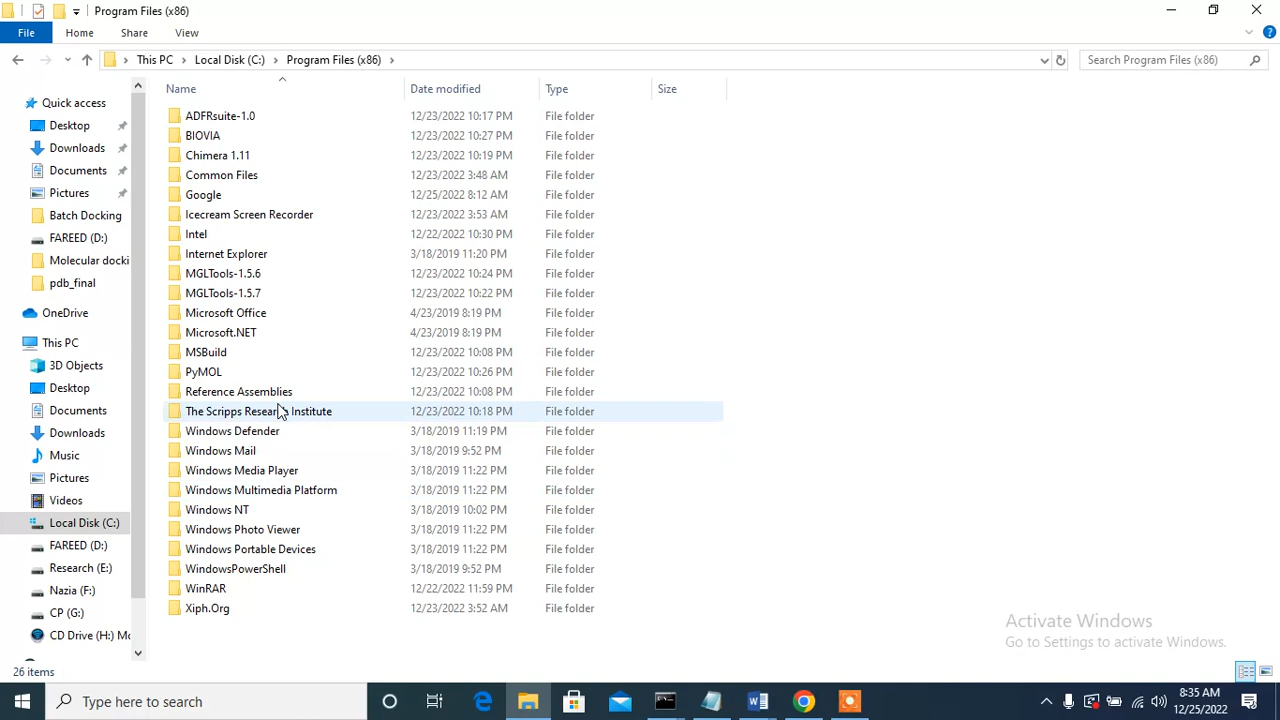 Program Files (x86)
File Home Share View
This PC Local Disk (C:) Program Files (x86) Search Program Files (x86)
Name Date modified Type Size
Quick access
Desktop
Downloads
Documents
Pictures
Batch Docking
FAREED (D:)
Molecular docki
pdb_final
OneDrive
This PC
3D Objects
Desktop
Documents
Downloads
Music
Pictures
Videos
Local Disk (C:)
FAREED (D:)
Research (E:)
Nazia (F:)
CP (G:)
CD Drive (H:) Mo
ADFRsuite-1.0 12/23/2022 10:17 PM File folder
BIOVIA 12/23/2022 10:27 PM File folder
Chimera 1.11 12/23/2022 10:19 PM File folder
Common Files 12/23/2022 3:48 AM File folder
Google 12/25/2022 8:12 AM File folder
Icecream Screen Recorder 12/23/2022 3:53 AM File folder
Intel 12/22/2022 10:30 PM File folder
Internet Explorer 3/18/2019 11:20 PM File folder
MGLTools-1.5.6 12/23/2022 10:24 PM File folder
MGLTools-1.5.7 12/23/2022 10:22 PM File folder
Microsoft Office 4/23/2019 8:19 PM File folder
Microsoft.NET 4/23/2019 8:19 PM File folder
MSBuild 12/23/2022 10:08 PM File folder
PyMOL 12/23/2022 10:26 PM File folder
Reference Assemblies 12/23/2022 10:08 PM File folder
The Scripps Research Institute 12/23/2022 10:18 PM File folder
Windows Defender 3/18/2019 11:19 PM File folder
Windows Mail 3/18/2019 9:52 PM File folder
Windows Media Player 3/18/2019 11:22 PM File folder
Windows Multimedia Platform 3/18/2019 11:22 PM File folder
Windows NT 3/18/2019 10:02 PM File folder
Windows Photo Viewer 3/18/2019 11:22 PM File folder
Windows Portable Devices 3/18/2019 11:22 PM File folder
WindowsPowerShell 3/18/2019 9:52 PM File folder
WinRAR 12/22/2022 11:59 PM File folder
Xiph.Org 12/23/2022 3:52 AM File folder
Activate Windows
Go to Settings to activate Windows.
26 items
Type here to search
8:35 AM
12/25/2022